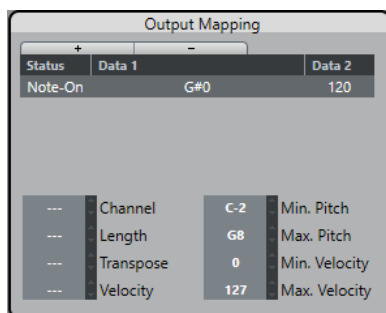 Output Mapping
+ −
Status Data 1 Data 2
Note-On G#0 120
--- Channel C-2 Min. Pitch
--- Length G8 Max. Pitch
--- Transpose 0 Min. Velocity
--- Velocity 127 Max. Velocity